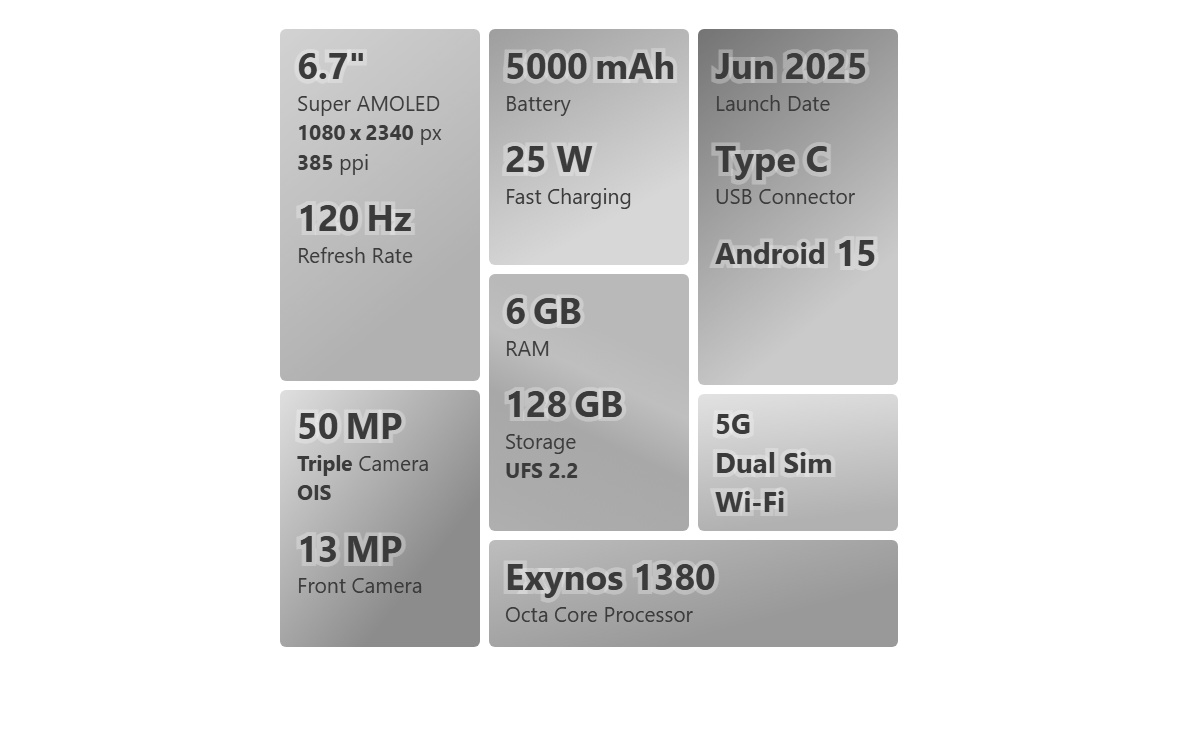 6.7"
Super AMOLED
1080 x 2340 px
385 ppi
120 Hz
Refresh Rate
50 MP
Triple Camera
OIS
13 MP
Front Camera
5000 mAh
Battery
25 W
Fast Charging
6 GB
RAM
128 GB
Storage
UFS 2.2
Jun 2025
Launch Date
Type C
USB Connector
Android 15
5G
Dual Sim
Wi-Fi
Exynos 1380
Octa Core Processor